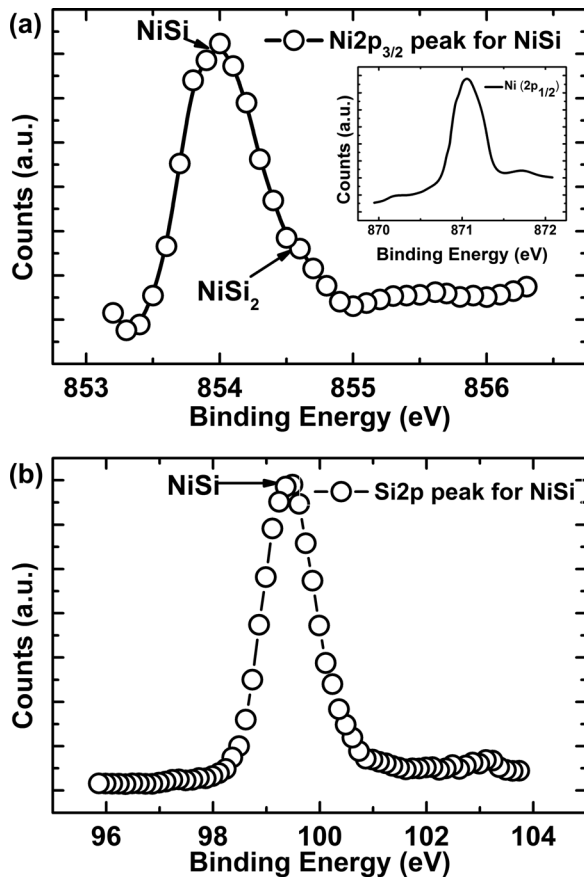 (a)
NiSi
Ni2p3/2 peak for NiSi
Ni (2p1/2)
Counts (a.u.)
870 871 872
Binding Energy (eV)
NiSi2
Counts (a.u.)
853 854 855 856
Binding Energy (eV)
(b)
NiSi
Si2p peak for NiSi
Counts (a.u.)
96 98 100 102 104
Binding Energy (eV)